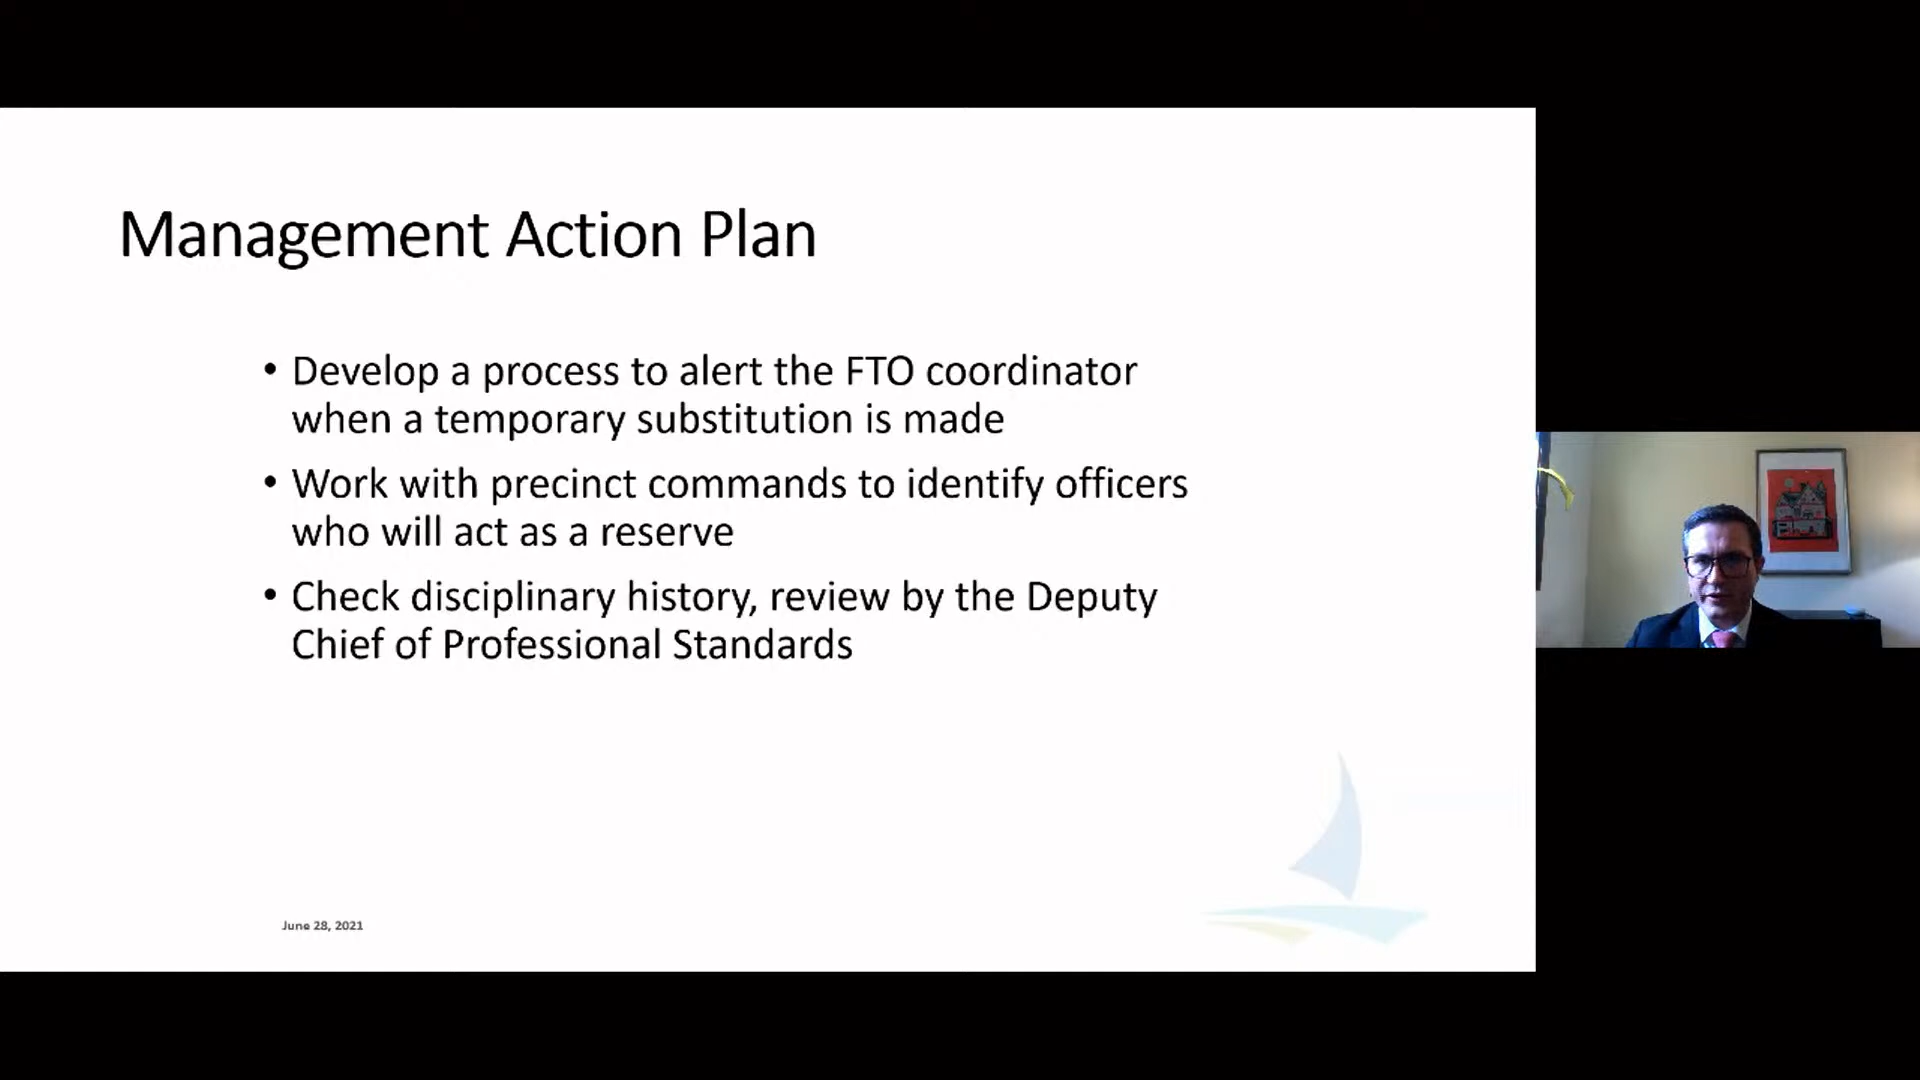 Management Action Plan
• Develop a process to alert the FTO coordinator
when a temporary substitution is made
• Work with precinct commands to identify officers
who will act as a reserve
• Check disciplinary history, review by the Deputy
Chief of Professional Standards
June 28, 2021